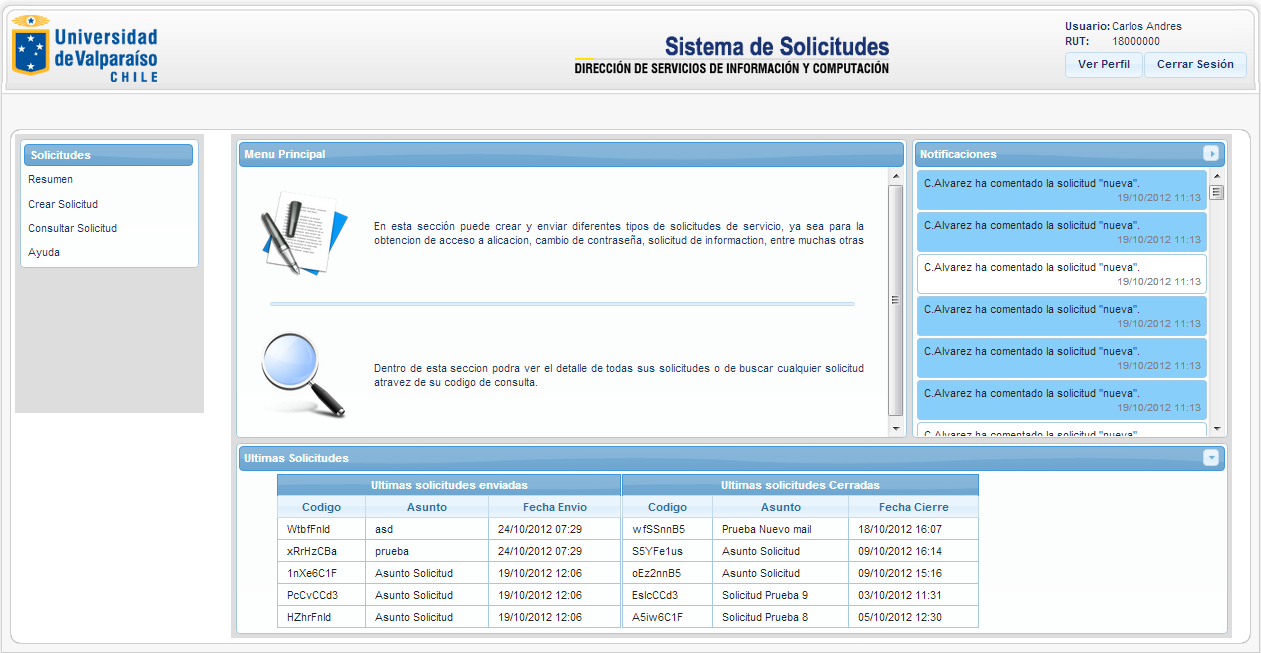 Universidad
de Valparaíso
CHILE
Sistema de Solicitudes
DIRECCIÓN DE SERVICIOS DE INFORMACIÓN Y COMPUTACIÓN
Usuario: Carlos Andres
RUT: 18000000
Ver Perfil Cerrar Sesión
Solicitudes
Resumen
Crear Solicitud
Consultar Solicitud
Ayuda
Menu Principal
En esta sección puede crear y enviar diferentes tipos de solicitudes de servicio, ya sea para la
obtencion de acceso a alicacion, cambio de contraseña, solicitud de information, entre muchas otras
Dentro de esta seccion podra ver el detalle de todas sus solicitudes o de buscar cualquier solicitud
atravez de su codigo de consulta.
Notificaciones
C.Alvarez ha comentado la solicitud "nueva".
19/10/2012 11:13
C.Alvarez ha comentado la solicitud "nueva".
19/10/2012 11:13
C.Alvarez ha comentado la solicitud "nueva".
19/10/2012 11:13
C.Alvarez ha comentado la solicitud "nueva".
19/10/2012 11:13
C.Alvarez ha comentado la solicitud "nueva".
19/10/2012 11:13
C.Alvarez ha comentado la solicitud "nueva".
19/10/2012 11:13
C.Alvarez ha comentado la solicitud "nueva".
Ultimas Solicitudes
Ultimas solicitudes enviadas Ultimas solicitudes Cerradas
Codigo Asunto Fecha Envio Codigo Asunto Fecha Cierre
WtbfFnId asd 24/10/2012 07:29 wfSSnnB5 Prueba Nuevo mail 18/10/2012 16:07
xRrHzCBa prueba 24/10/2012 07:29 S5YFe1us Asunto Solicitud 09/10/2012 16:14
1nXe6C1F Asunto Solicitud 19/10/2012 12:06 oEz2nnB5 Asunto Solicitud 09/10/2012 15:16
PcCvCCd3 Asunto Solicitud 19/10/2012 12:06 EslcCCd3 Solicitud Prueba 9 03/10/2012 11:31
HZhrFnId Asunto Solicitud 19/10/2012 12:06 A5iw6C1F Solicitud Prueba 8 05/10/2012 12:30